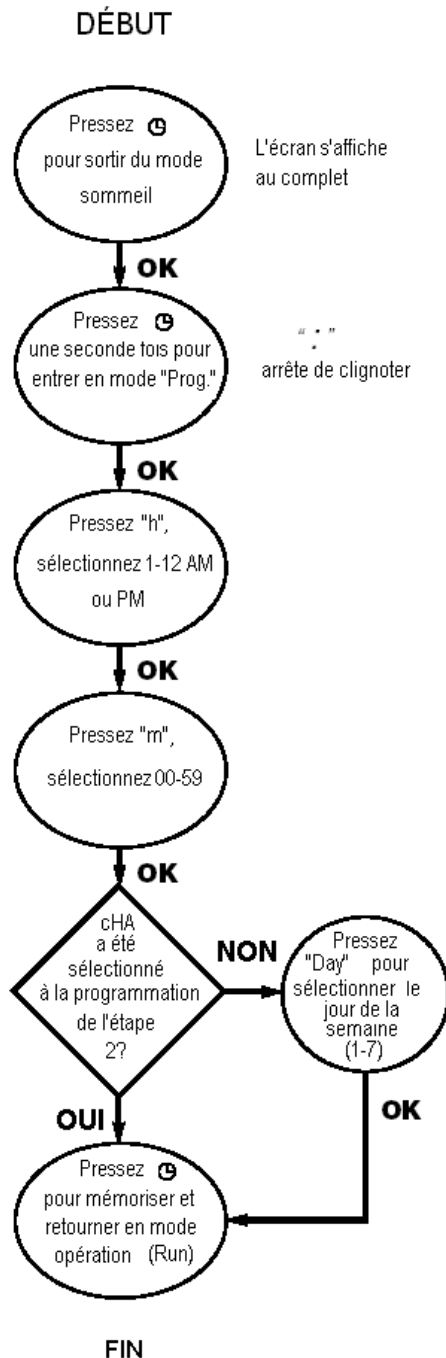 DÉBUT
Pressez
pour sortir du mode
sommeil
L'écran s'affiche
au complet
OK
Pressez
une seconde fois pour
entrer en mode "Prog."
" : "
arrête de clignoter
OK
Pressez "h",
sélectionnez 1-12 AM
ou PM
OK
Pressez "m",
sélectionnez 00-59
OK
cHA
a été
sélectionné
à la programmation
de l'étape
2?
NON
Pressez
"Day" pour
sélectionner le
jour de la
semaine
(1-7)
OUI
OK
Pressez
pour mémoriser et
retourner en mode
opération (Run)
FIN